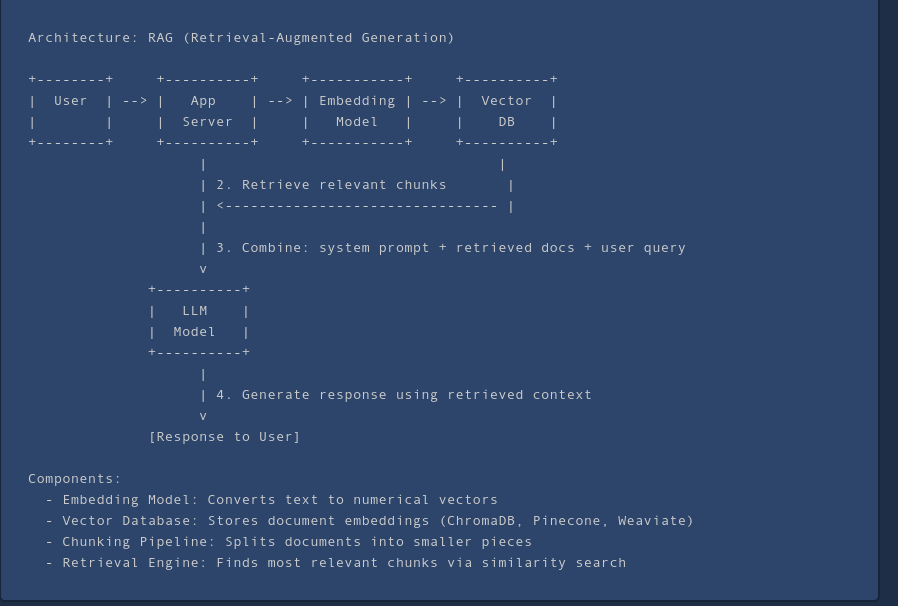 Architecture: RAG (Retrieval-Augmented Generation)

+--------+     +----------+     +-----------+     +----------+
|  User  | --> |   App    | --> | Embedding | --> |  Vector  |
|        |     |  Server  |     |   Model   |     |    DB    |
+--------+     +----------+     +-----------+     +----------+
                    |                                  |
                    | 2. Retrieve relevant chunks       |
                    | <-------------------------------- |
                    |
                    | 3. Combine: system prompt + retrieved docs + user query
                    v
              +----------+
              |   LLM    |
              |  Model   |
              +----------+
                    |
                    | 4. Generate response using retrieved context
                    v
              [Response to User]

Components:
  - Embedding Model: Converts text to numerical vectors
  - Vector Database: Stores document embeddings (ChromaDB, Pinecone, Weaviate)
  - Chunking Pipeline: Splits documents into smaller pieces
  - Retrieval Engine: Finds most relevant chunks via similarity search